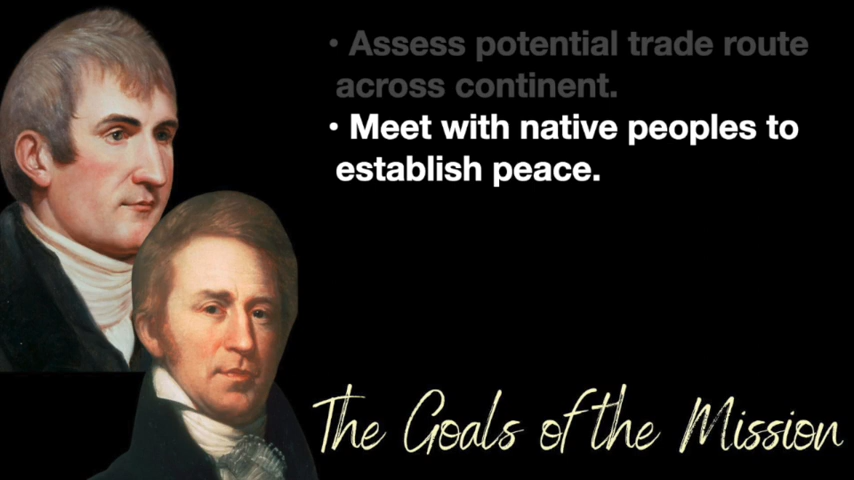 • Assess potential trade route
across continent.
• Meet with native peoples to
establish peace.
The Goals of the Mission